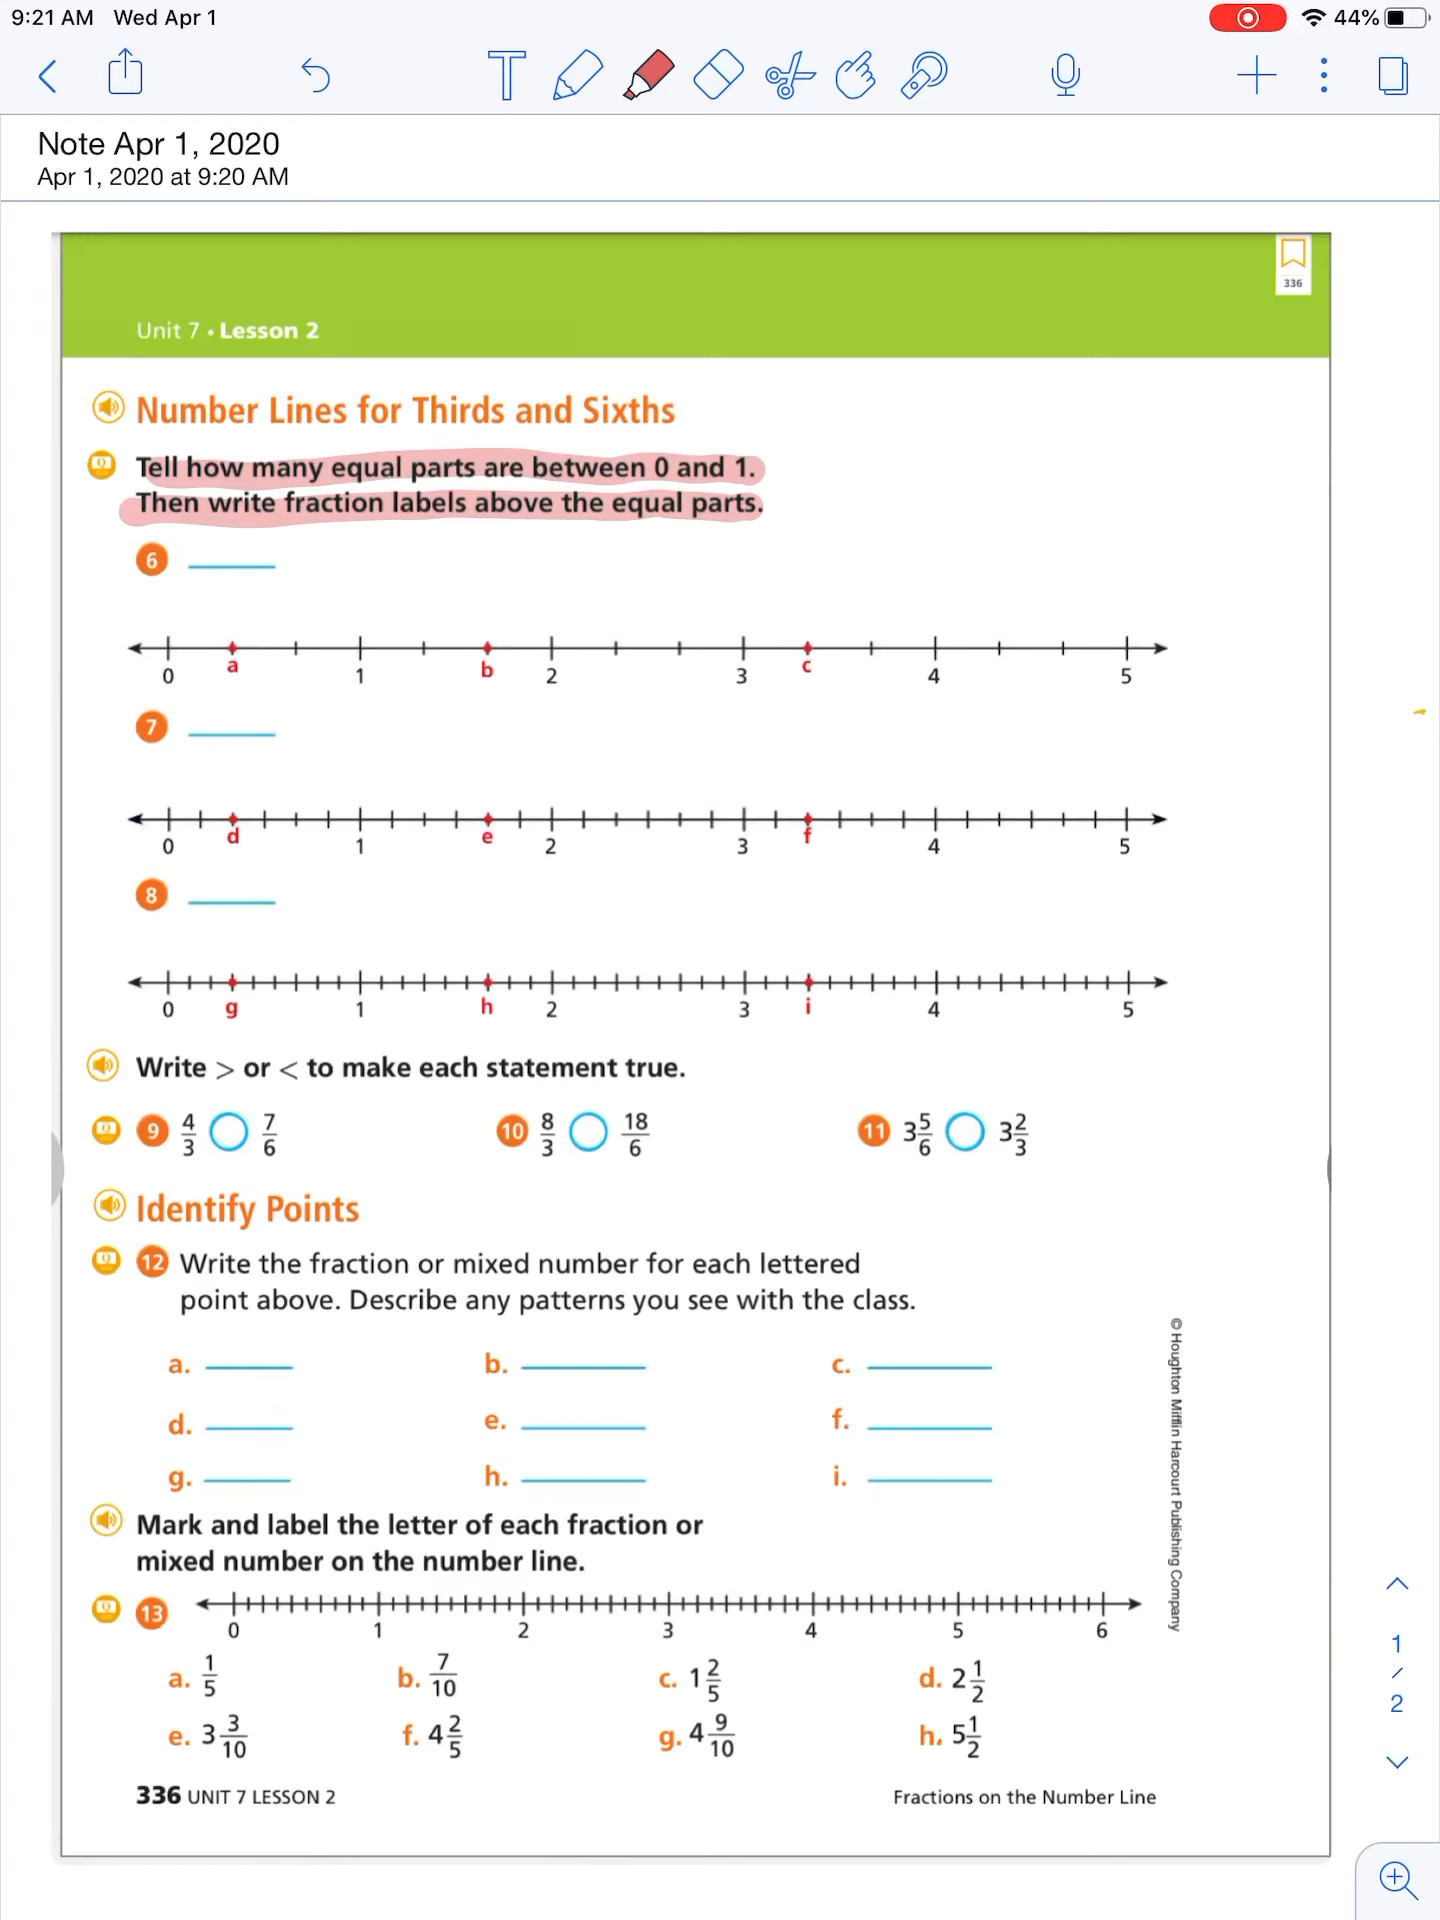 9:21 AM Wed Apr 1 44%
Note Apr 1, 2020
Apr 1, 2020 at 9:20 AM
336
Unit 7 • Lesson 2
Number Lines for Thirds and Sixths
Tell how many equal parts are between 0 and 1.
Then write fraction labels above the equal parts.
6
a b c
0 1 2 3 4 5
7
d e f
0 1 2 3 4 5
8
0 g 1 h 2 3 i 4 5
Write > or < to make each statement true.
9 4/3 ○ 7/6 10 8/3 ○ 18/6 11 3 5/6 ○ 3 2/3
Identify Points
12 Write the fraction or mixed number for each lettered
point above. Describe any patterns you see with the class.
a. b. c.
d. e. f.
g. h. i.
Mark and label the letter of each fraction or
mixed number on the number line.
13
0 1 2 3 4 5 6
a. 1/5 b. 7/10 c. 1 2/5 d. 2 1/2
e. 3 3/10 f. 4 2/5 g. 4 9/10 h. 5 1/2
336 UNIT 7 LESSON 2 Fractions on the Number Line
© Houghton Mifflin Harcourt Publishing Company
1
/
2